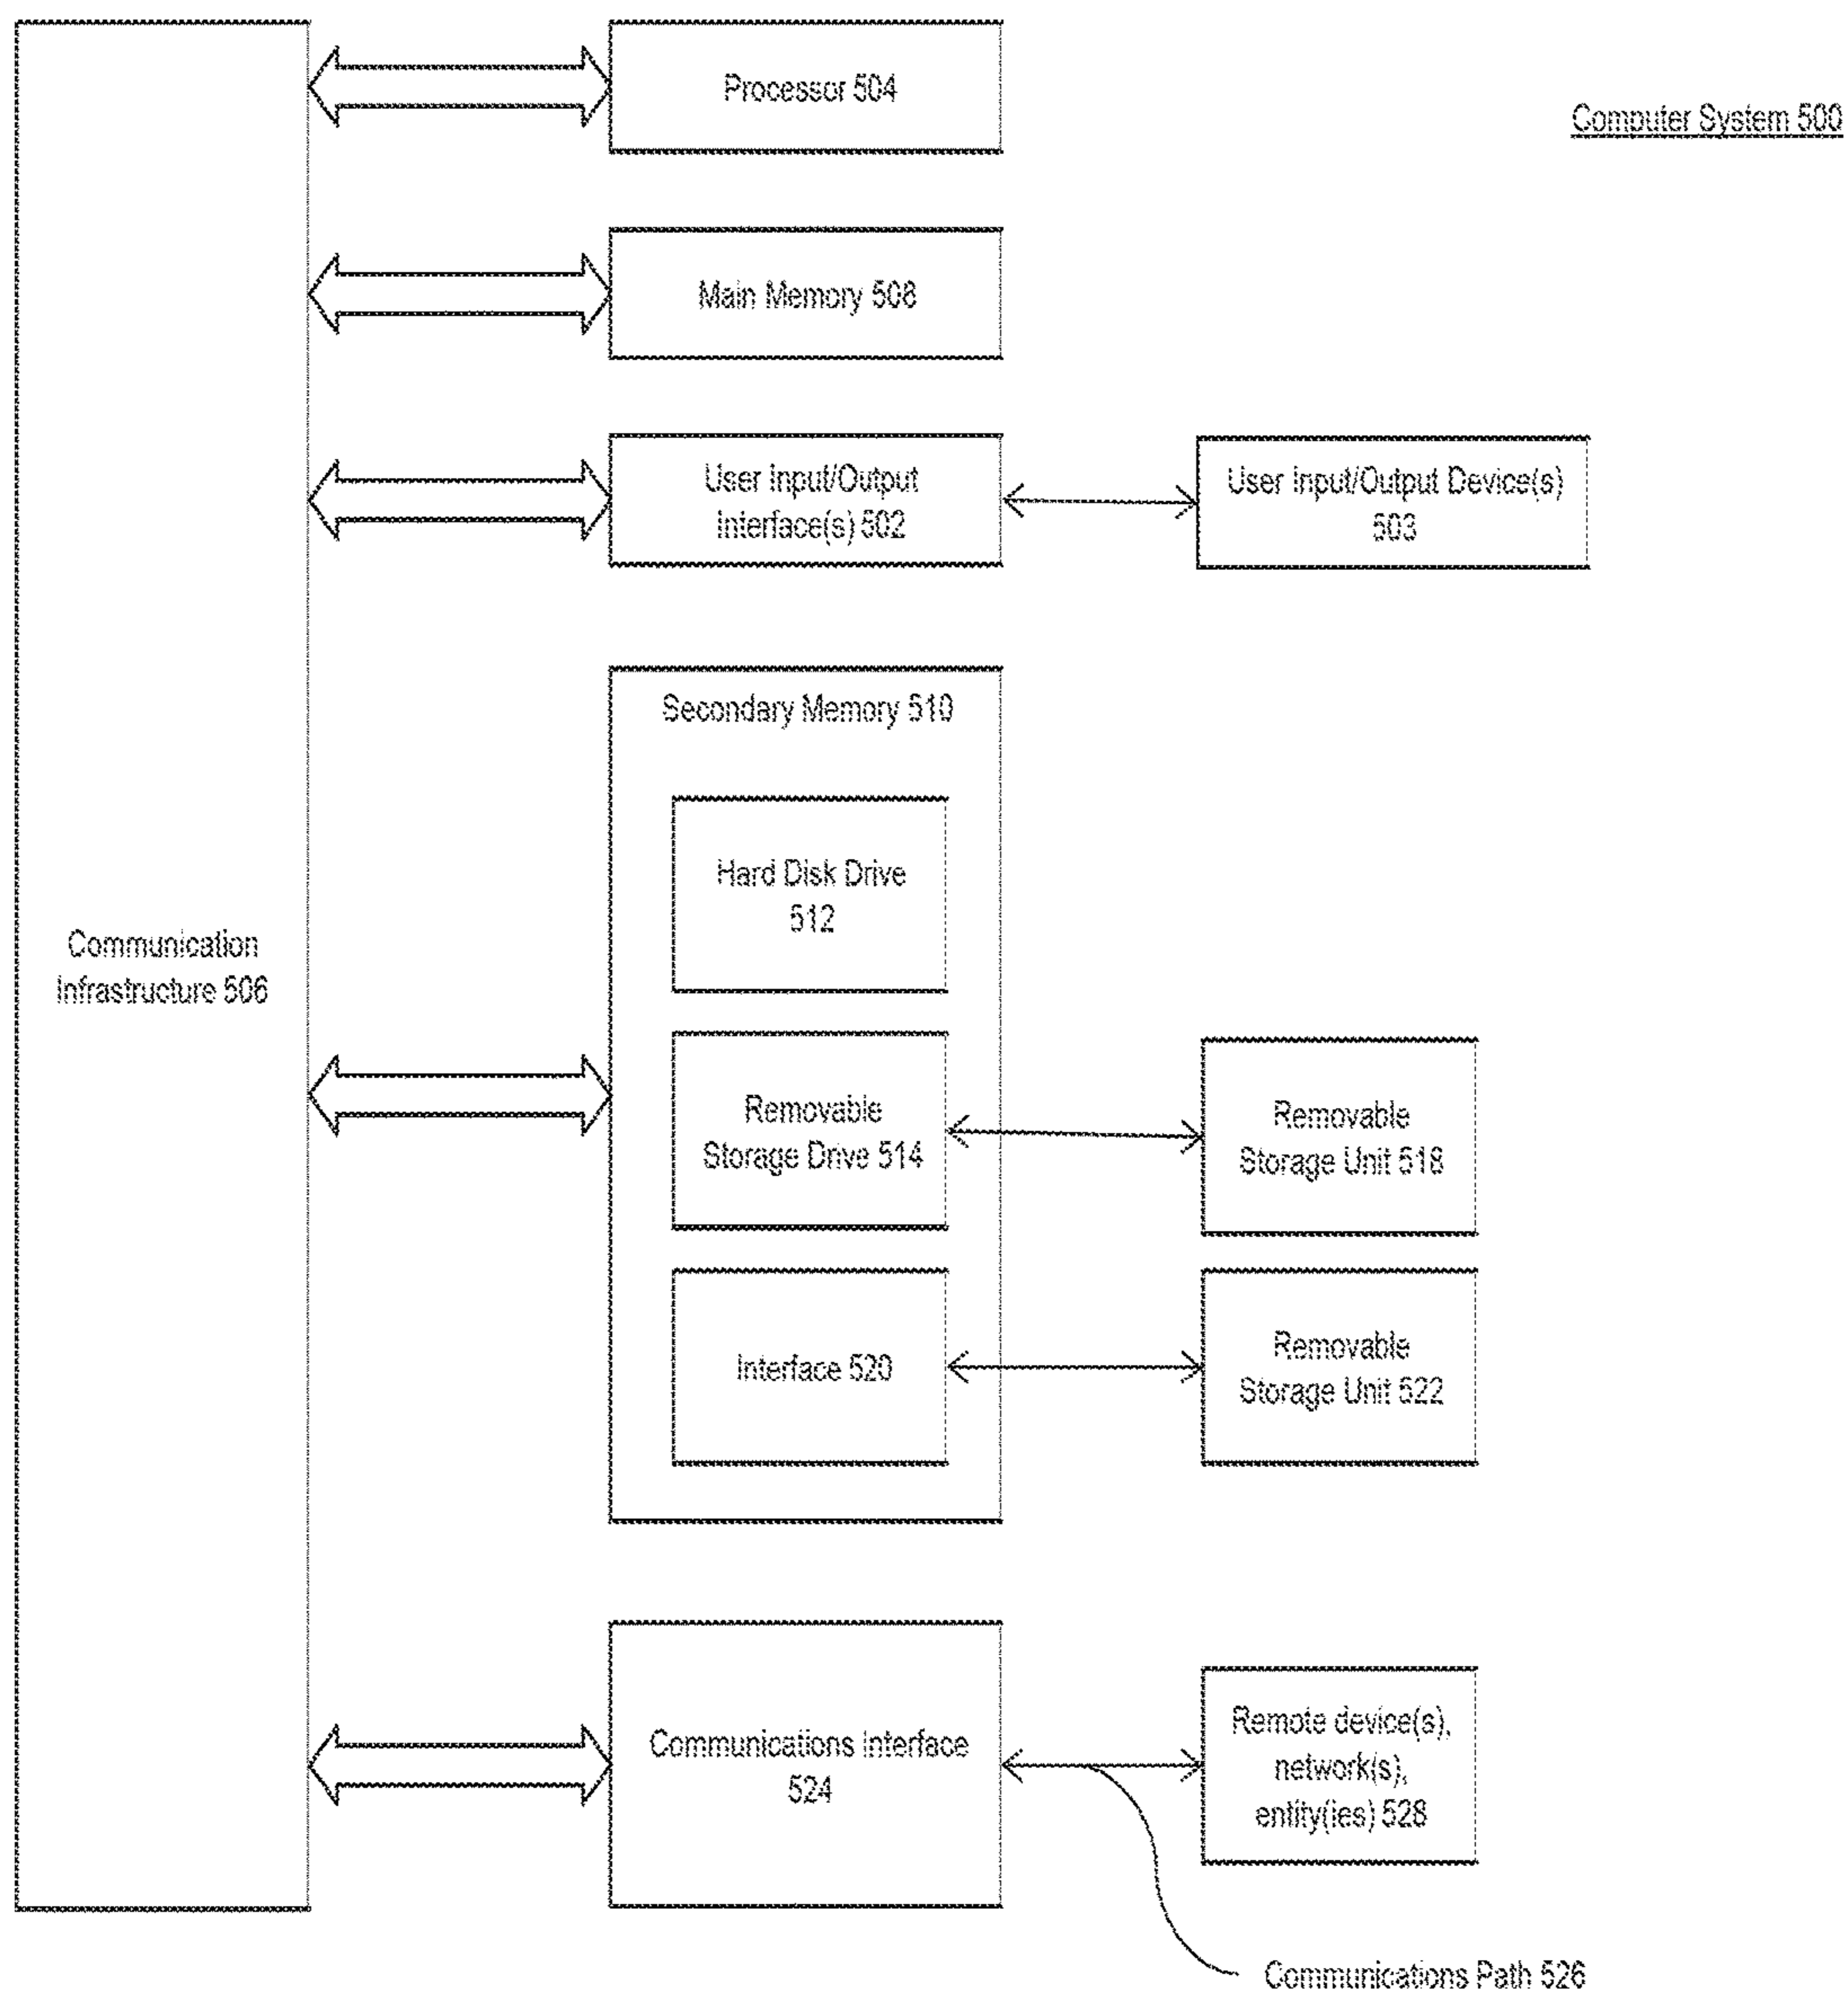 Processor 504
Computer System 500
Main Memory 508
User Input/Output
Interface(s) 502
User Input/Output Device(s)
503
Secondary Memory 510
Hard Disk Drive
512
Communication
Infrastructure 506
Removable
Storage Drive 514
Removable
Storage Unit 518
Interface 520
Removable
Storage Unit 522
Communications Interface
524
Remote device(s),
network(s),
entity(ies) 528
Communications Path 526